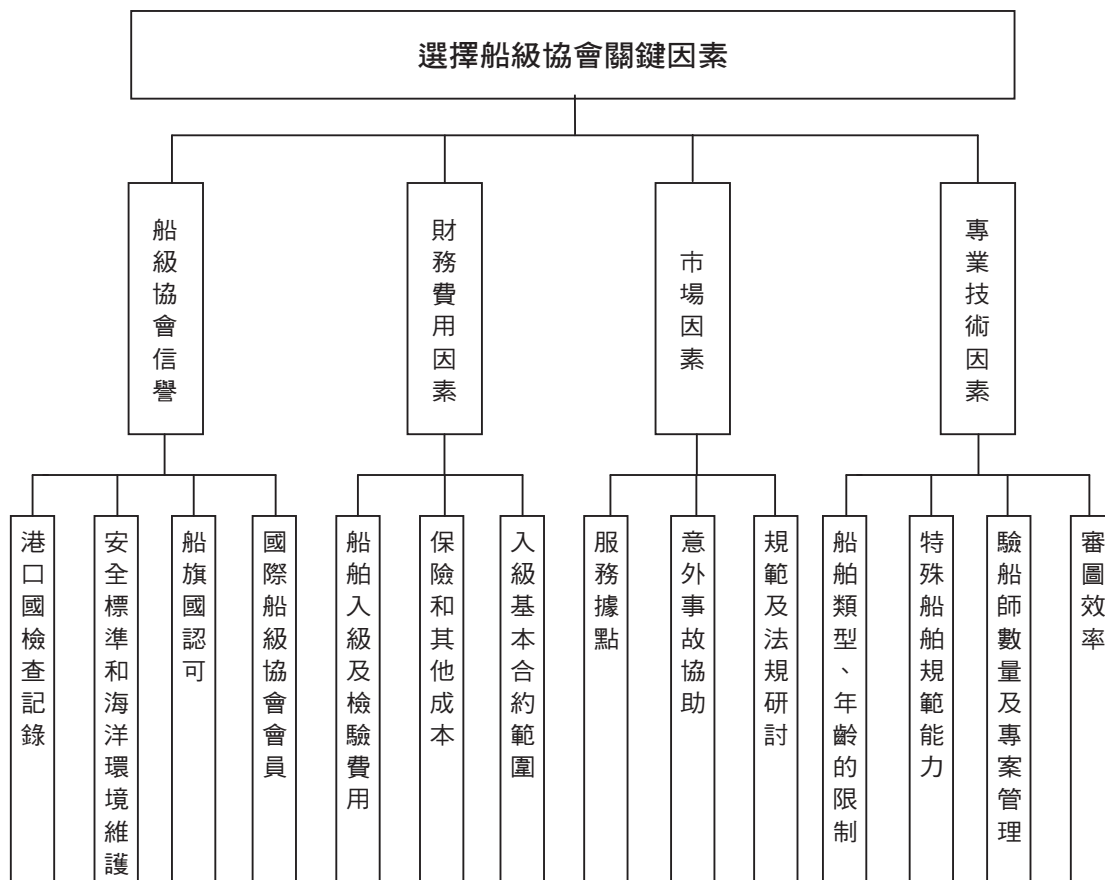 選擇船級協會關鍵因素
船級協會信譽
財務費用因素
市場因素
專業技術因素
港口國檢查記錄
安全標準和海洋環境維護
船旗國認可
國際船級協會會員
船舶入級及檢驗費用
保險和其他成本
入級基本合約範圍
服務據點
意外事故協助
規範及法規研討
船舶類型、年齡的限制
特殊船舶規範能力
驗船師數量及專案管理
審圖效率